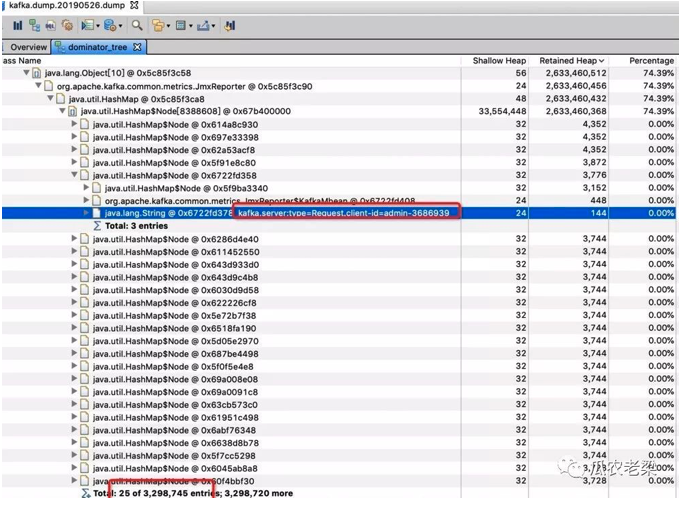 kafka.dump.20190526.dump
Overview dominator_tree
ass Name Shallow Heap Retained Heap Percentage
java.lang.Object[10] @ 0x5c85f3c58 56 2,633,460,512 74.39%
org.apache.kafka.common.metrics.JmxReporter @ 0x5c85f3c90 24 2,633,460,456 74.39%
java.util.HashMap @ 0x5c85f3ca8 48 2,633,460,432 74.39%
java.util.HashMap$Node[8388608] @ 0x67b400000 33,554,448 2,633,460,368 74.39%
java.util.HashMap$Node @ 0x614a8c930 32 4,352 0.00%
java.util.HashMap$Node @ 0x697e33398 32 4,352 0.00%
java.util.HashMap$Node @ 0x62a53acf8 32 4,352 0.00%
java.util.HashMap$Node @ 0x5f91e8c80 32 3,872 0.00%
java.util.HashMap$Node @ 0x6722fd358 32 3,776 0.00%
java.util.HashMap$Node @ 0x5f9ba3340 32 3,152 0.00%
org.apache.kafka.common.metrics.JmxReporter$KafkaMbean @ 0x6722fd408 24 448 0.00%
java.lang.String @ 0x6722fd378 kafka.server:type=Request,client-id=admin-3686939 24 144 0.00%
Total: 3 entries
java.util.HashMap$Node @ 0x6286d4e40 32 3,744 0.00%
java.util.HashMap$Node @ 0x611452550 32 3,744 0.00%
java.util.HashMap$Node @ 0x643d933d0 32 3,744 0.00%
java.util.HashMap$Node @ 0x643d9c4b8 32 3,744 0.00%
java.util.HashMap$Node @ 0x6030d9d58 32 3,744 0.00%
java.util.HashMap$Node @ 0x622226cf8 32 3,744 0.00%
java.util.HashMap$Node @ 0x5e72b7f38 32 3,744 0.00%
java.util.HashMap$Node @ 0x6518fa190 32 3,744 0.00%
java.util.HashMap$Node @ 0x5d05e2970 32 3,744 0.00%
java.util.HashMap$Node @ 0x687be4498 32 3,744 0.00%
java.util.HashMap$Node @ 0x5f0f5e4e8 32 3,744 0.00%
java.util.HashMap$Node @ 0x69a008e08 32 3,744 0.00%
java.util.HashMap$Node @ 0x69a0091c8 32 3,744 0.00%
java.util.HashMap$Node @ 0x63cb573c0 32 3,744 0.00%
java.util.HashMap$Node @ 0x61951c498 32 3,744 0.00%
java.util.HashMap$Node @ 0x6abf76348 32 3,744 0.00%
java.util.HashMap$Node @ 0x6638d8b78 32 3,744 0.00%
java.util.HashMap$Node @ 0x5f7cc5298 32 0.00%
java.util.HashMap$Node @ 0x6045ab8a8 32 0.00%
java.util.HashMap$Node @ 32 3,728 0.00%
Total: 25 of 3,298,745 entries; 3,298,720 more
瓜农老梁